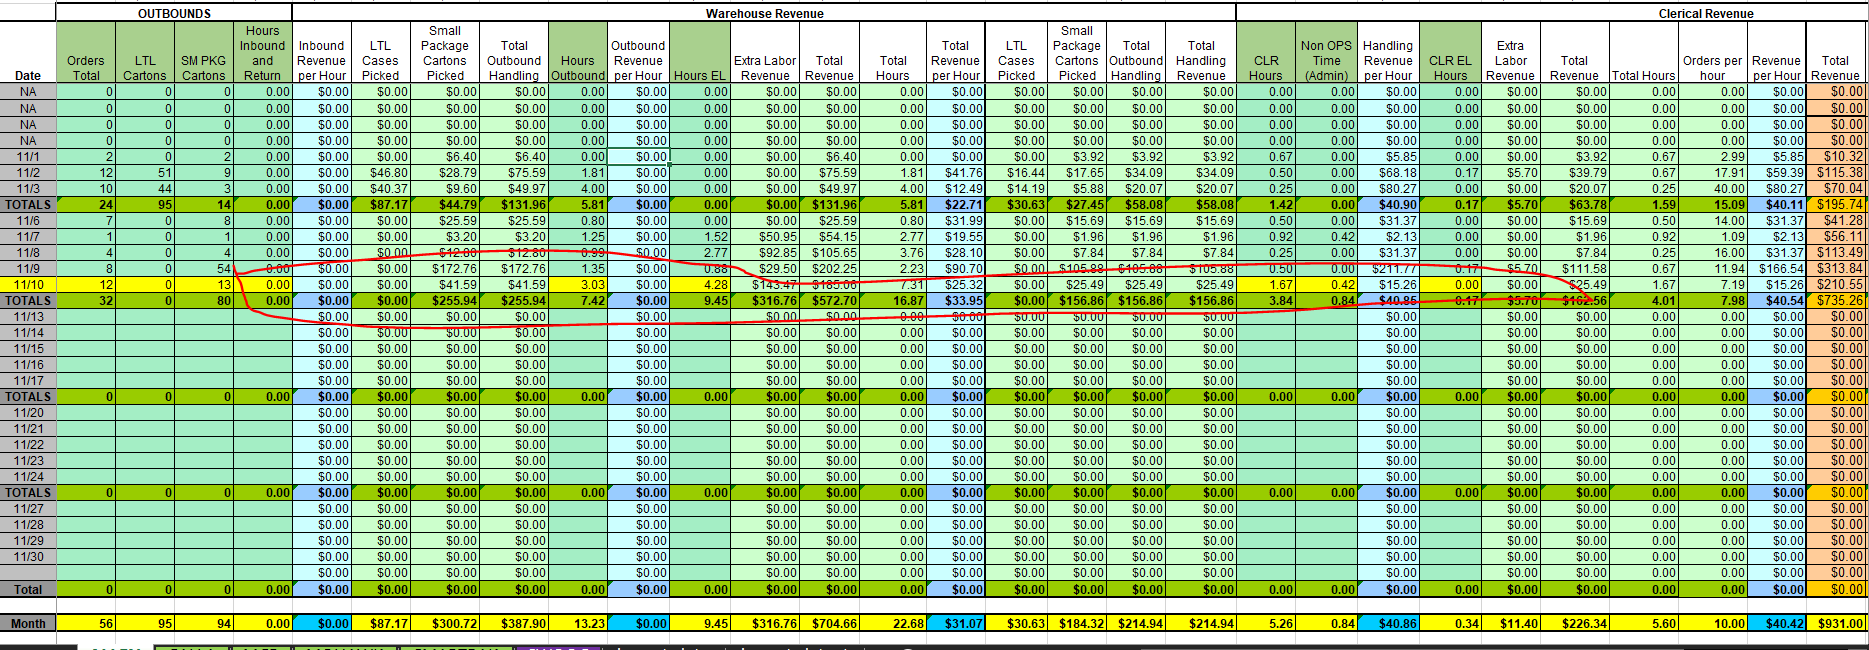 OUTBOUNDS Warehouse Revenue Clerical Revenue
Date Orders Total LTL Cartons SM PKG Cartons Hours Inbound and Return Inbound Revenue per Hour LTL Cases Picked Small Package Cartons Picked Total Outbound Handling Hours Outbound Outbound Revenue per Hour Hours EL Extra Labor Revenue Total Revenue Total Hours Total Revenue per Hour LTL Cases Picked Small Package Cartons Picked Total Outbound Handling Total Handling Revenue CLR Hours Non OPS Time (Admin) Handling Revenue per Hour CLR EL Hours Extra Labor Revenue Total Revenue Total Hours Orders per hour Revenue per Hour Total Revenue
NA 0 0 0 0.00 $0.00 $0.00 $0.00 $0.00 0.00 $0.00 0.00 $0.00 $0.00 0.00 $0.00 $0.00 $0.00 $0.00 $0.00 0.00 0.00 $0.00 0.00 $0.00 $0.00 0.00 0.00 $0.00 $0.00
NA 0 0 0 0.00 $0.00 $0.00 $0.00 $0.00 0.00 $0.00 0.00 $0.00 $0.00 0.00 $0.00 $0.00 $0.00 $0.00 $0.00 0.00 0.00 $0.00 0.00 $0.00 $0.00 0.00 0.00 $0.00 $0.00
NA 0 0 0 0.00 $0.00 $0.00 $0.00 $0.00 0.00 $0.00 0.00 $0.00 $0.00 0.00 $0.00 $0.00 $0.00 $0.00 $0.00 0.00 0.00 $0.00 0.00 $0.00 $0.00 0.00 0.00 $0.00 $0.00
NA 0 0 0 0.00 $0.00 $0.00 $0.00 $0.00 0.00 $0.00 0.00 $0.00 $0.00 0.00 $0.00 $0.00 $0.00 $0.00 $0.00 0.00 0.00 $0.00 0.00 $0.00 $0.00 0.00 0.00 $0.00 $0.00
11/1 2 0 2 0.00 $0.00 $0.00 $6.40 $6.40 0.00 $0.00 0.00 $0.00 $6.40 0.00 $0.00 $0.00 $3.92 $3.92 $3.92 0.67 0.00 $5.85 0.00 $0.00 $3.92 0.67 2.99 $5.85 $10.32
11/2 12 51 9 0.00 $0.00 $46.80 $28.79 $75.59 1.81 $0.00 0.00 $0.00 $75.59 1.81 $41.76 $16.44 $17.65 $34.09 $34.09 0.50 0.00 $68.18 0.17 $5.70 $39.79 0.67 17.91 $59.39 $115.38
11/3 10 44 3 0.00 $0.00 $40.37 $9.60 $49.97 4.00 $0.00 0.00 $0.00 $49.97 4.00 $12.49 $14.19 $5.88 $20.07 $20.07 0.25 0.00 $80.27 0.00 $0.00 $20.07 0.25 40.00 $80.27 $70.04
TOTALS 24 95 14 0.00 $0.00 $87.17 $44.79 $131.96 5.81 $0.00 0.00 $0.00 $131.96 5.81 $22.71 $30.63 $27.45 $58.08 $58.08 1.42 0.00 $40.90 0.17 $5.70 $63.78 1.59 15.09 $40.11 $195.74
11/6 7 0 8 0.00 $0.00 $0.00 $25.59 $25.59 0.80 $0.00 0.00 $0.00 $25.59 0.80 $31.99 $0.00 $15.69 $15.69 $15.69 0.50 0.00 $31.37 0.00 $0.00 $15.69 0.50 14.00 $31.37 $41.28
11/7 1 0 1 0.00 $0.00 $0.00 $3.20 $3.20 1.25 $0.00 1.52 $50.95 $54.15 2.77 $19.55 $0.00 $1.96 $1.96 $1.96 0.92 0.42 $2.13 0.00 $0.00 $1.96 0.92 1.09 $2.13 $56.11
11/8 4 0 4 0.00 $0.00 $0.00 $12.80 $12.80 0.99 $0.00 2.77 $92.85 $105.65 3.76 $28.10 $0.00 $7.84 $7.84 $7.84 0.25 0.00 $31.37 0.00 $0.00 $7.84 0.25 16.00 $31.37 $113.49
11/9 8 0 54 0.00 $0.00 $0.00 $172.76 $172.76 1.35 $0.00 0.88 $29.50 $202.25 2.23 $90.70 $0.00 $105.88 $105.88 $105.88 0.50 0.00 $211.77 0.17 $5.70 $111.58 0.67 11.94 $166.54 $313.84
11/10 12 0 13 0.00 $0.00 $0.00 $41.59 $41.59 3.03 $0.00 4.28 $143.47 $185.06 7.31 $25.32 $0.00 $25.49 $25.49 $25.49 1.67 0.42 $15.26 0.00 $0.00 $25.49 1.67 7.19 $15.26 $210.55
TOTALS 32 0 80 0.00 $0.00 $0.00 $255.94 $255.94 7.42 $0.00 9.45 $316.76 $572.70 16.87 $33.95 $0.00 $156.86 $156.86 $156.86 3.84 0.84 $40.85 0.17 $5.70 $162.56 4.01 7.98 $40.54 $735.26
11/13 $0.00 $0.00 $0.00 $0.00 $0.00 $0.00 $0.00 0.00 $0.00 $0.00 $0.00 $0.00 $0.00 $0.00 $0.00 $0.00 0.00 0.00 $0.00 $0.00
11/14 $0.00 $0.00 $0.00 $0.00 $0.00 $0.00 $0.00 0.00 $0.00 $0.00 $0.00 $0.00 $0.00 $0.00 $0.00 $0.00 0.00 0.00 $0.00 $0.00
11/15 $0.00 $0.00 $0.00 $0.00 $0.00 $0.00 $0.00 0.00 $0.00 $0.00 $0.00 $0.00 $0.00 $0.00 $0.00 $0.00 0.00 0.00 $0.00 $0.00
11/16 $0.00 $0.00 $0.00 $0.00 $0.00 $0.00 $0.00 0.00 $0.00 $0.00 $0.00 $0.00 $0.00 $0.00 $0.00 $0.00 0.00 0.00 $0.00 $0.00
11/17 $0.00 $0.00 $0.00 $0.00 $0.00 $0.00 $0.00 0.00 $0.00 $0.00 $0.00 $0.00 $0.00 $0.00 $0.00 $0.00 0.00 0.00 $0.00 $0.00
TOTALS 0 0 0 0.00 $0.00 $0.00 $0.00 $0.00 0.00 $0.00 0.00 $0.00 $0.00 0.00 $0.00 $0.00 $0.00 $0.00 $0.00 0.00 0.00 $0.00 0.00 $0.00 $0.00 0.00 0.00 $0.00 $0.00
11/20 $0.00 $0.00 $0.00 $0.00 $0.00 $0.00 $0.00 0.00 $0.00 $0.00 $0.00 $0.00 $0.00 $0.00 $0.00 $0.00 0.00 0.00 $0.00 $0.00
11/21 $0.00 $0.00 $0.00 $0.00 $0.00 $0.00 $0.00 0.00 $0.00 $0.00 $0.00 $0.00 $0.00 $0.00 $0.00 $0.00 0.00 0.00 $0.00 $0.00
11/22 $0.00 $0.00 $0.00 $0.00 $0.00 $0.00 $0.00 0.00 $0.00 $0.00 $0.00 $0.00 $0.00 $0.00 $0.00 $0.00 0.00 0.00 $0.00 $0.00
11/23 $0.00 $0.00 $0.00 $0.00 $0.00 $0.00 $0.00 0.00 $0.00 $0.00 $0.00 $0.00 $0.00 $0.00 $0.00 $0.00 0.00 0.00 $0.00 $0.00
11/24 $0.00 $0.00 $0.00 $0.00 $0.00 $0.00 $0.00 0.00 $0.00 $0.00 $0.00 $0.00 $0.00 $0.00 $0.00 $0.00 0.00 0.00 $0.00 $0.00
TOTALS 0 0 0 0.00 $0.00 $0.00 $0.00 $0.00 0.00 $0.00 0.00 $0.00 $0.00 0.00 $0.00 $0.00 $0.00 $0.00 $0.00 0.00 0.00 $0.00 0.00 $0.00 $0.00 0.00 0.00 $0.00 $0.00
11/27 $0.00 $0.00 $0.00 $0.00 $0.00 $0.00 $0.00 0.00 $0.00 $0.00 $0.00 $0.00 $0.00 $0.00 $0.00 $0.00 0.00 0.00 $0.00 $0.00
11/28 $0.00 $0.00 $0.00 $0.00 $0.00 $0.00 $0.00 0.00 $0.00 $0.00 $0.00 $0.00 $0.00 $0.00 $0.00 $0.00 0.00 0.00 $0.00 $0.00
11/29 $0.00 $0.00 $0.00 $0.00 $0.00 $0.00 $0.00 0.00 $0.00 $0.00 $0.00 $0.00 $0.00 $0.00 $0.00 $0.00 0.00 0.00 $0.00 $0.00
11/30 $0.00 $0.00 $0.00 $0.00 $0.00 $0.00 $0.00 0.00 $0.00 $0.00 $0.00 $0.00 $0.00 $0.00 $0.00 $0.00 0.00 0.00 $0.00 $0.00
$0.00 $0.00 $0.00 $0.00 $0.00 $0.00 $0.00 0.00 $0.00 $0.00 $0.00 $0.00 $0.00 $0.00 $0.00 $0.00 0.00 0.00 $0.00 $0.00
Total 0 0 0 0.00 $0.00 $0.00 $0.00 $0.00 0.00 $0.00 0.00 $0.00 $0.00 0.00 $0.00 $0.00 $0.00 $0.00 $0.00 0.00 0.00 $0.00 0.00 $0.00 $0.00 0.00 0.00 $0.00 $0.00
Month 56 95 94 0.00 $0.00 $87.17 $300.72 $387.90 13.23 $0.00 9.45 $316.76 $704.66 22.68 $31.07 $30.63 $184.32 $214.94 $214.94 5.26 0.84 $40.86 0.34 $11.40 $226.34 5.60 10.00 $40.42 $931.00